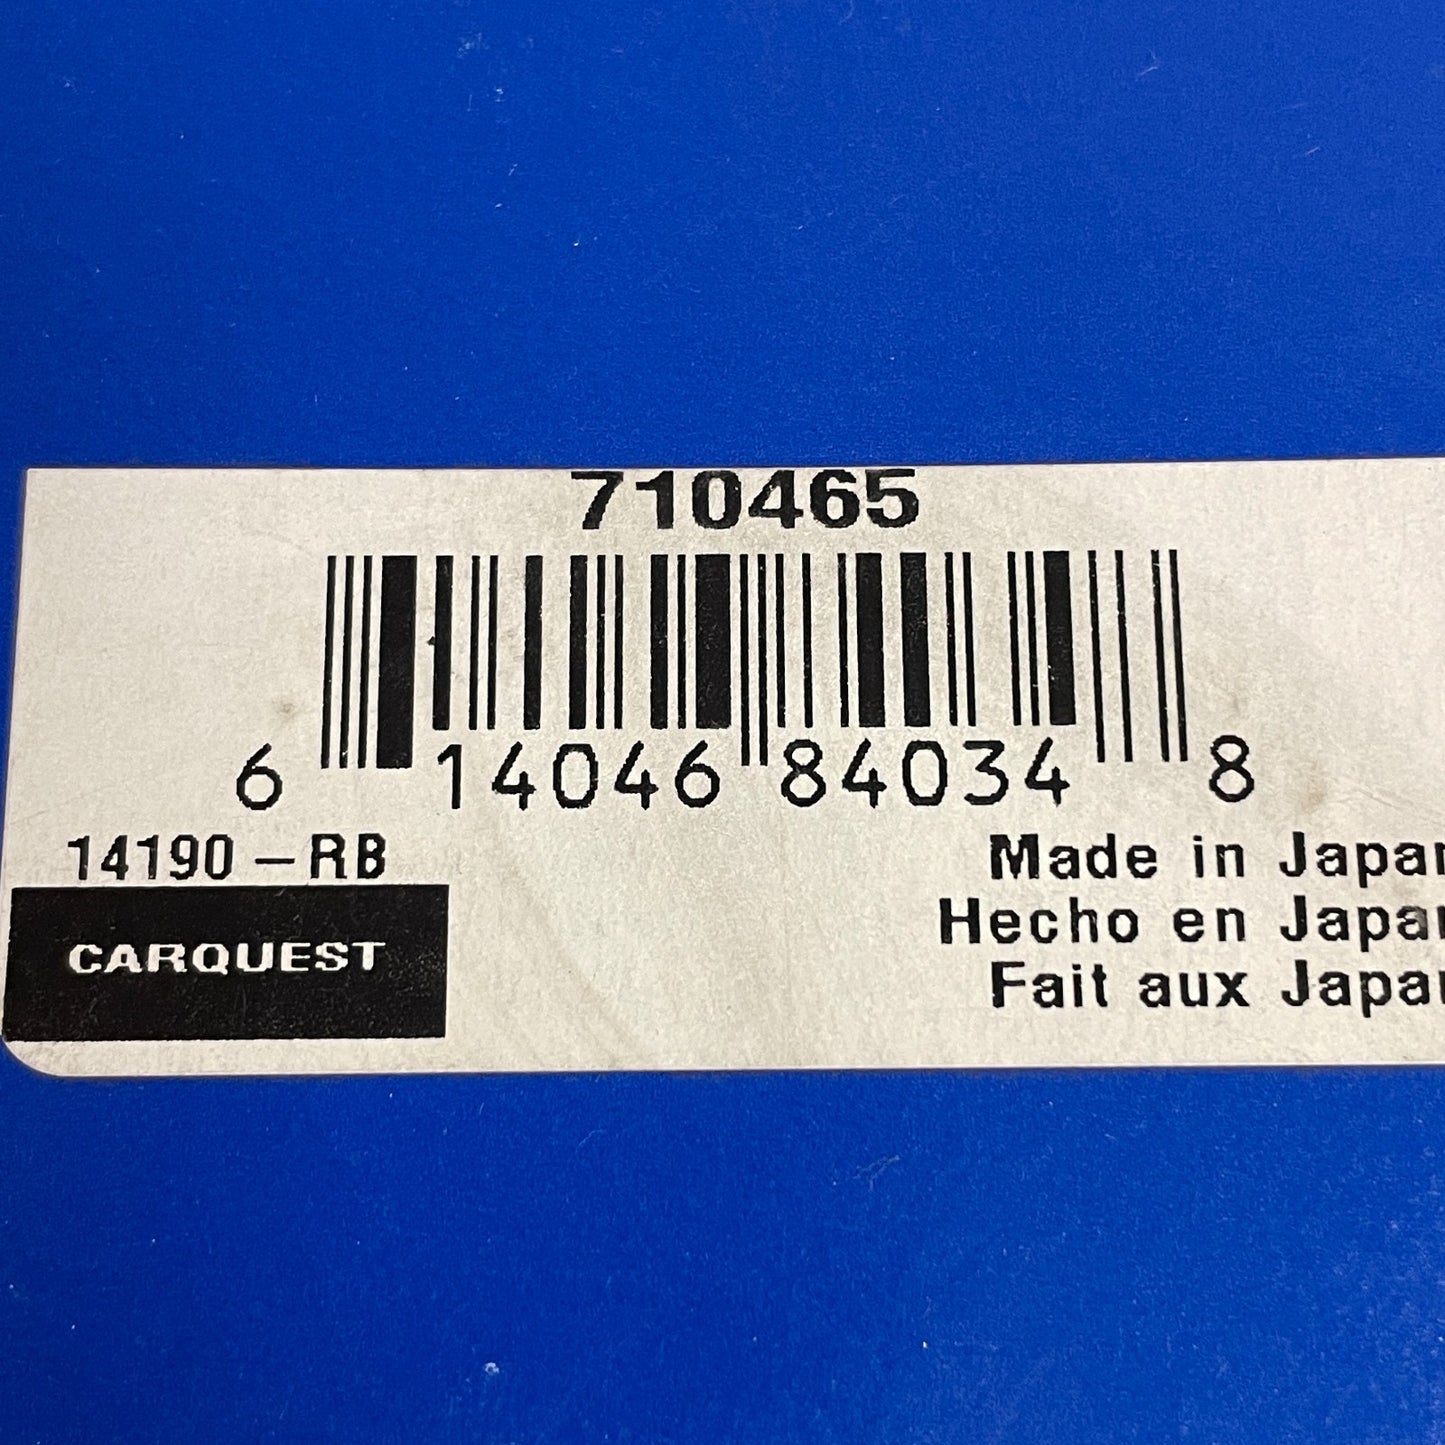 710465
6 14046 84034 8
14190-RB
CARQUEST
Made in Japan
Hecho en Japan
Fait aux Japan